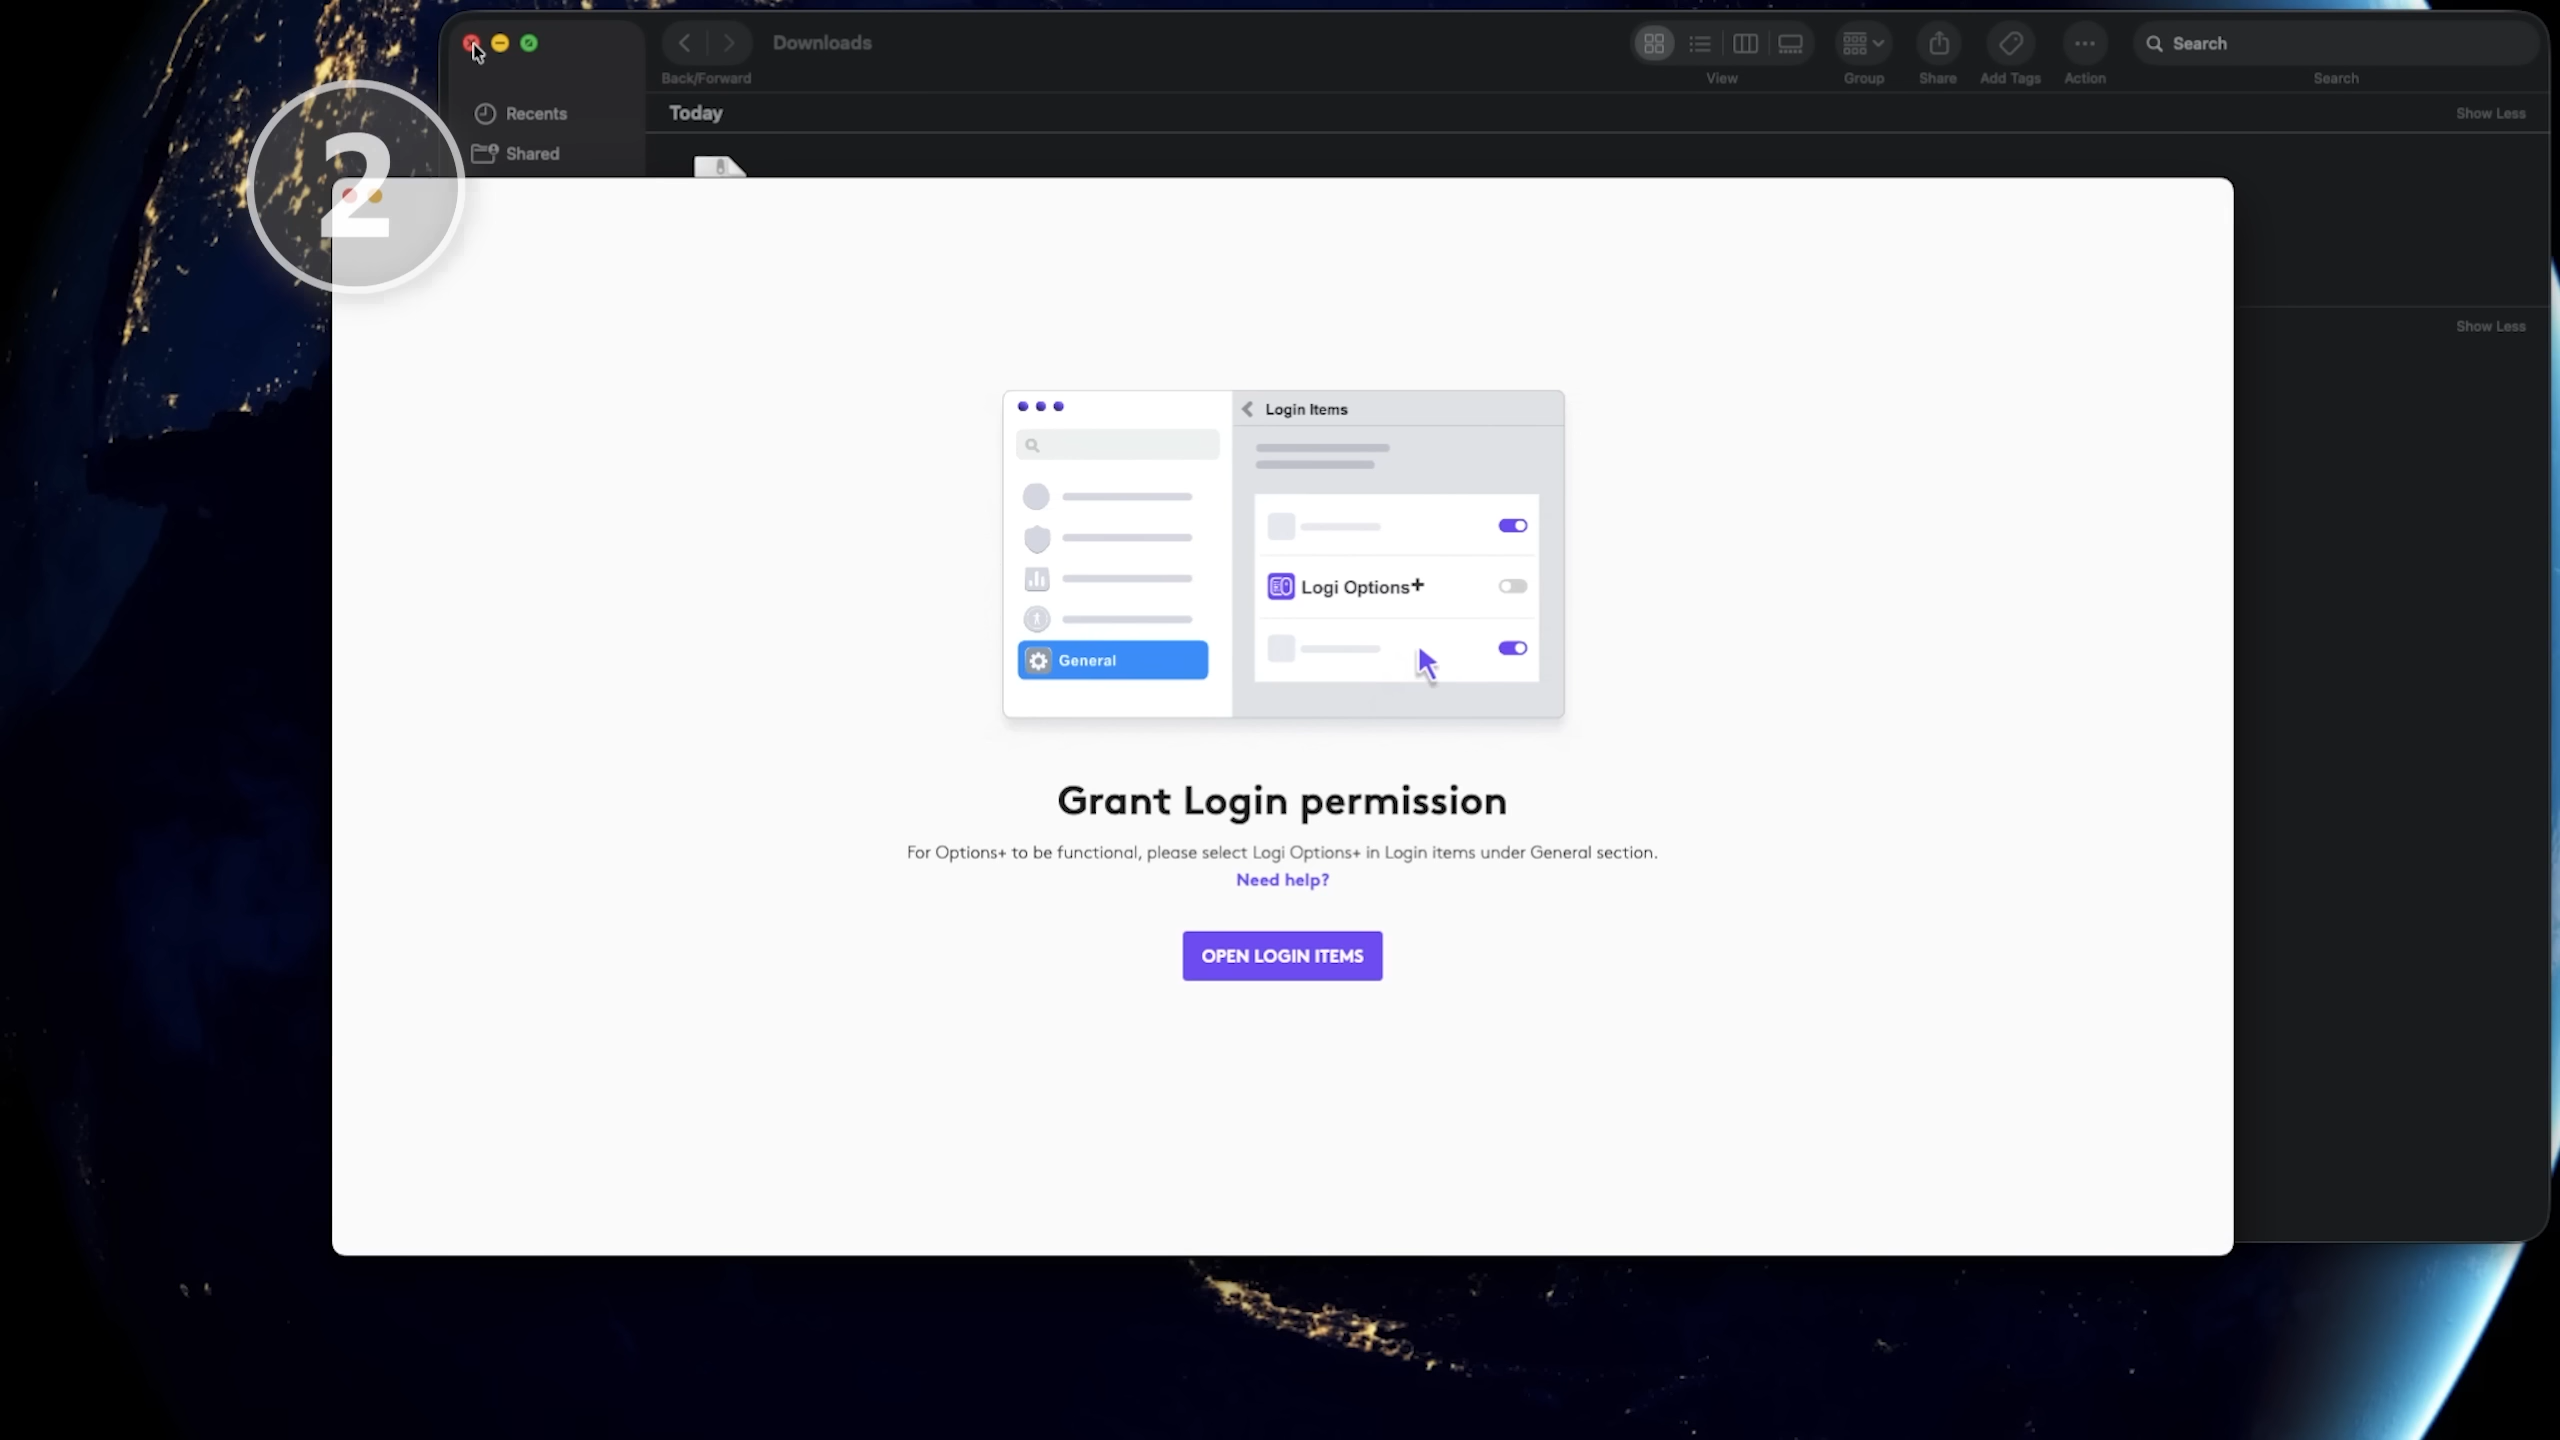 Downloads
Search
Back/Forward
View
Group
Share
Add Tags
Action
Search
Recents
Today
Show Less
Shared
2
Show Less
Login Items
Logi Options+
General
Grant Login permission
For Options+ to be functional, please select Logi Options+ in Login items under General section.
Need help?
OPEN LOGIN ITEMS